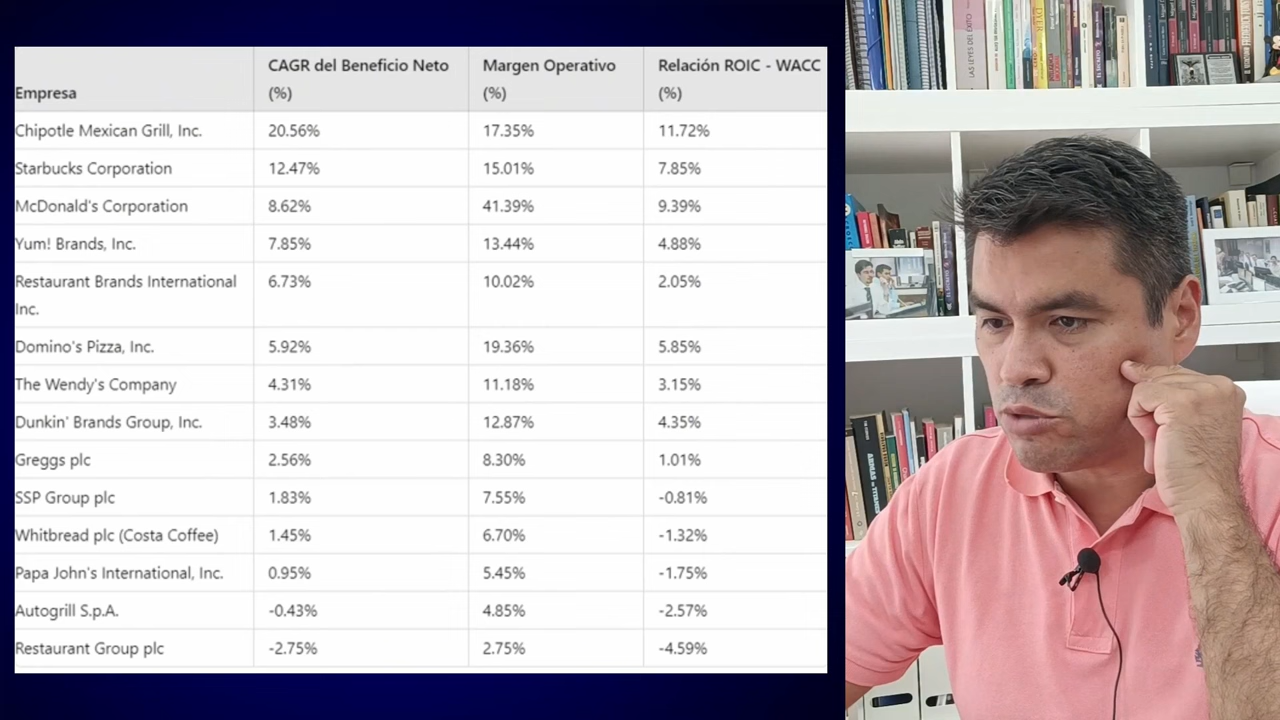 Empresa CAGR del Beneficio Neto (%) Margen Operativo (%) Relación ROIC - WACC (%)
Chipotle Mexican Grill, Inc. 20.56% 17.35% 11.72%
Starbucks Corporation 12.47% 15.01% 7.85%
McDonald's Corporation 8.62% 41.39% 9.39%
Yum! Brands, Inc. 7.85% 13.44% 4.88%
Restaurant Brands International Inc. 6.73% 10.02% 2.05%
Domino's Pizza, Inc. 5.92% 19.36% 5.85%
The Wendy's Company 4.31% 11.18% 3.15%
Dunkin' Brands Group, Inc. 3.48% 12.87% 4.35%
Greggs plc 2.56% 8.30% 1.01%
SSP Group plc 1.83% 7.55% -0.81%
Whitbread plc (Costa Coffee) 1.45% 6.70% -1.32%
Papa John's International, Inc. 0.95% 5.45% -1.75%
Autogrill S.p.A. -0.43% 4.85% -2.57%
Restaurant Group plc -2.75% 2.75% -4.59%
LAS LEYES DEL ÉXITO
DYER